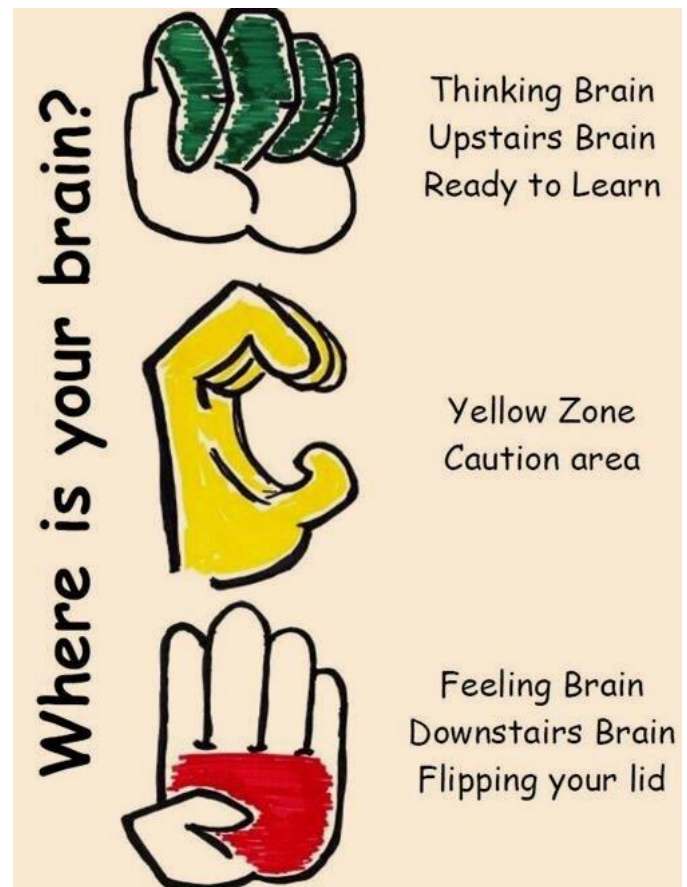 Where is your brain?
Thinking Brain
Upstairs Brain
Ready to Learn
Yellow Zone
Caution area
Feeling Brain
Downstairs Brain
Flipping your lid